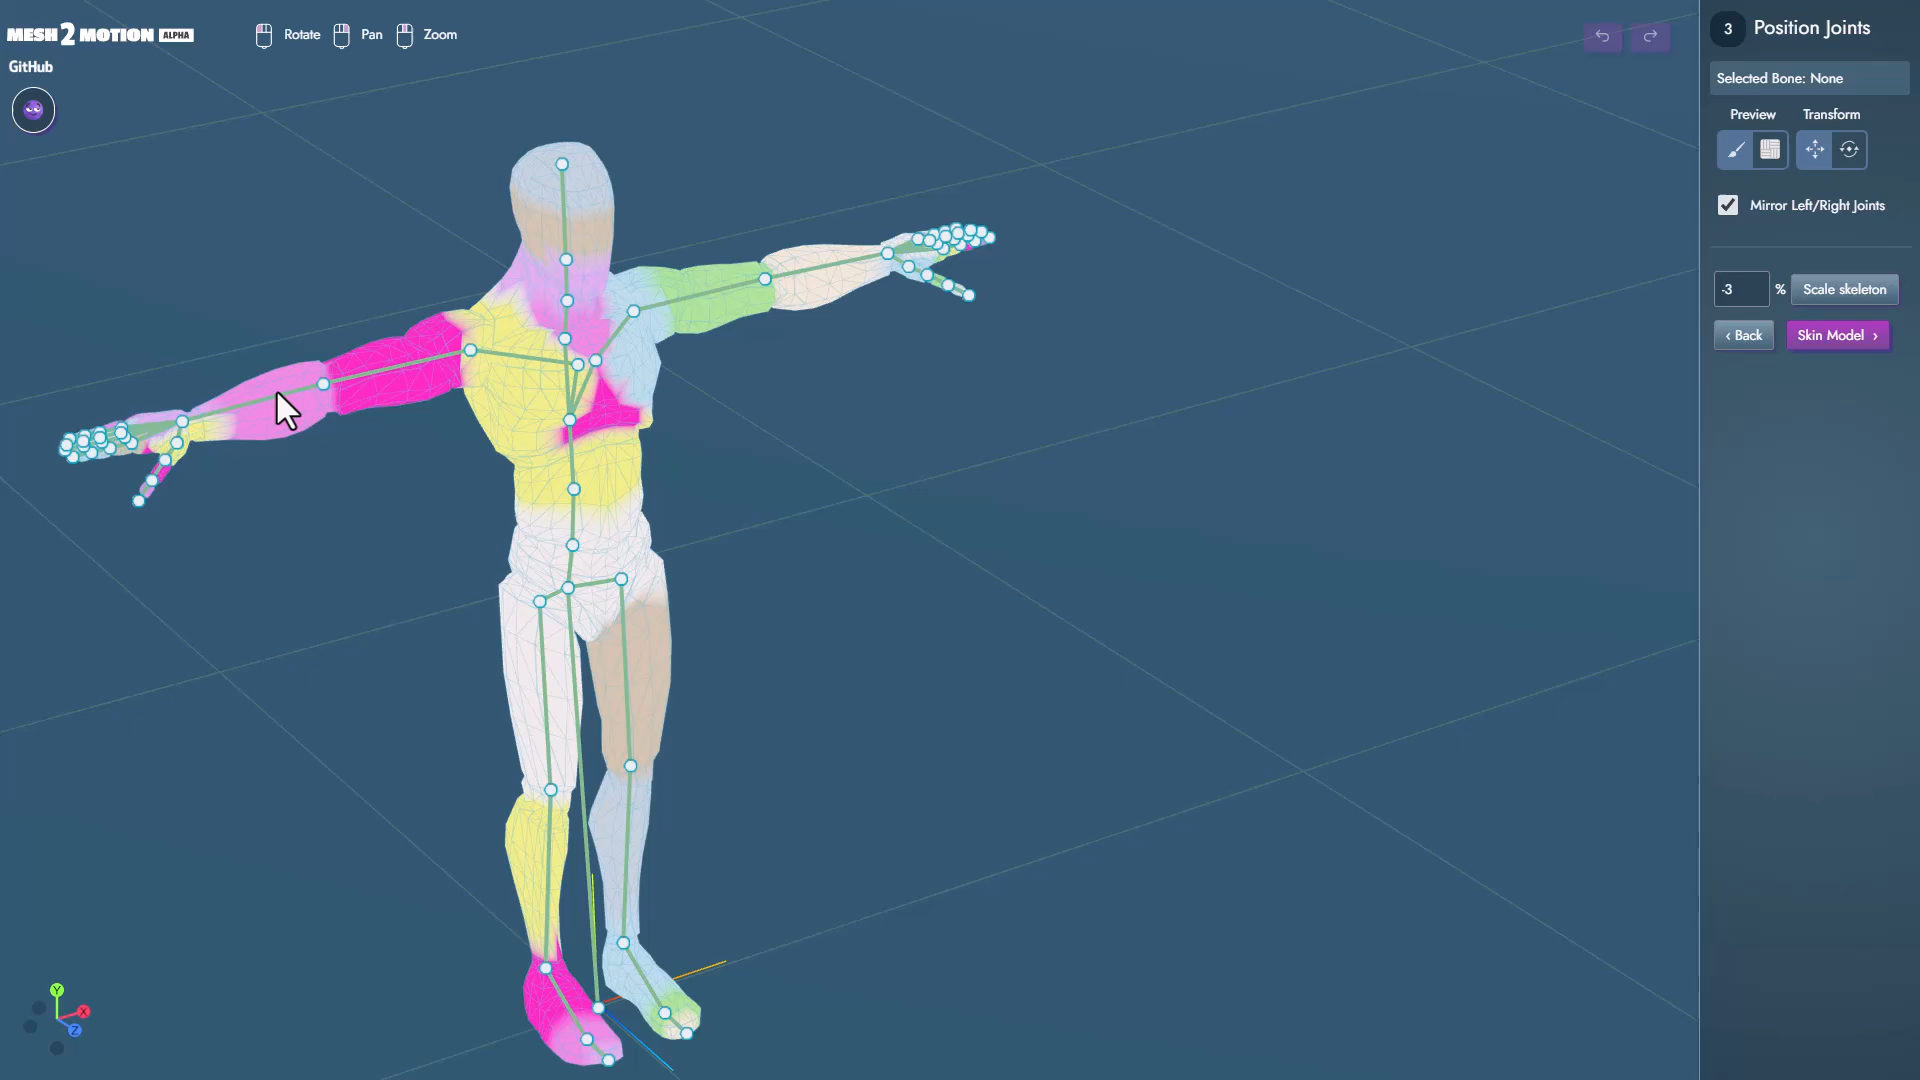 MESH2MOTION ALPHA
Rotate Pan Zoom
GitHub
3 Position Joints
Selected Bone: None
Preview Transform
Mirror Left/Right Joints
-3 % Scale skeleton
‹ Back Skin Model ›
Y
X
Z